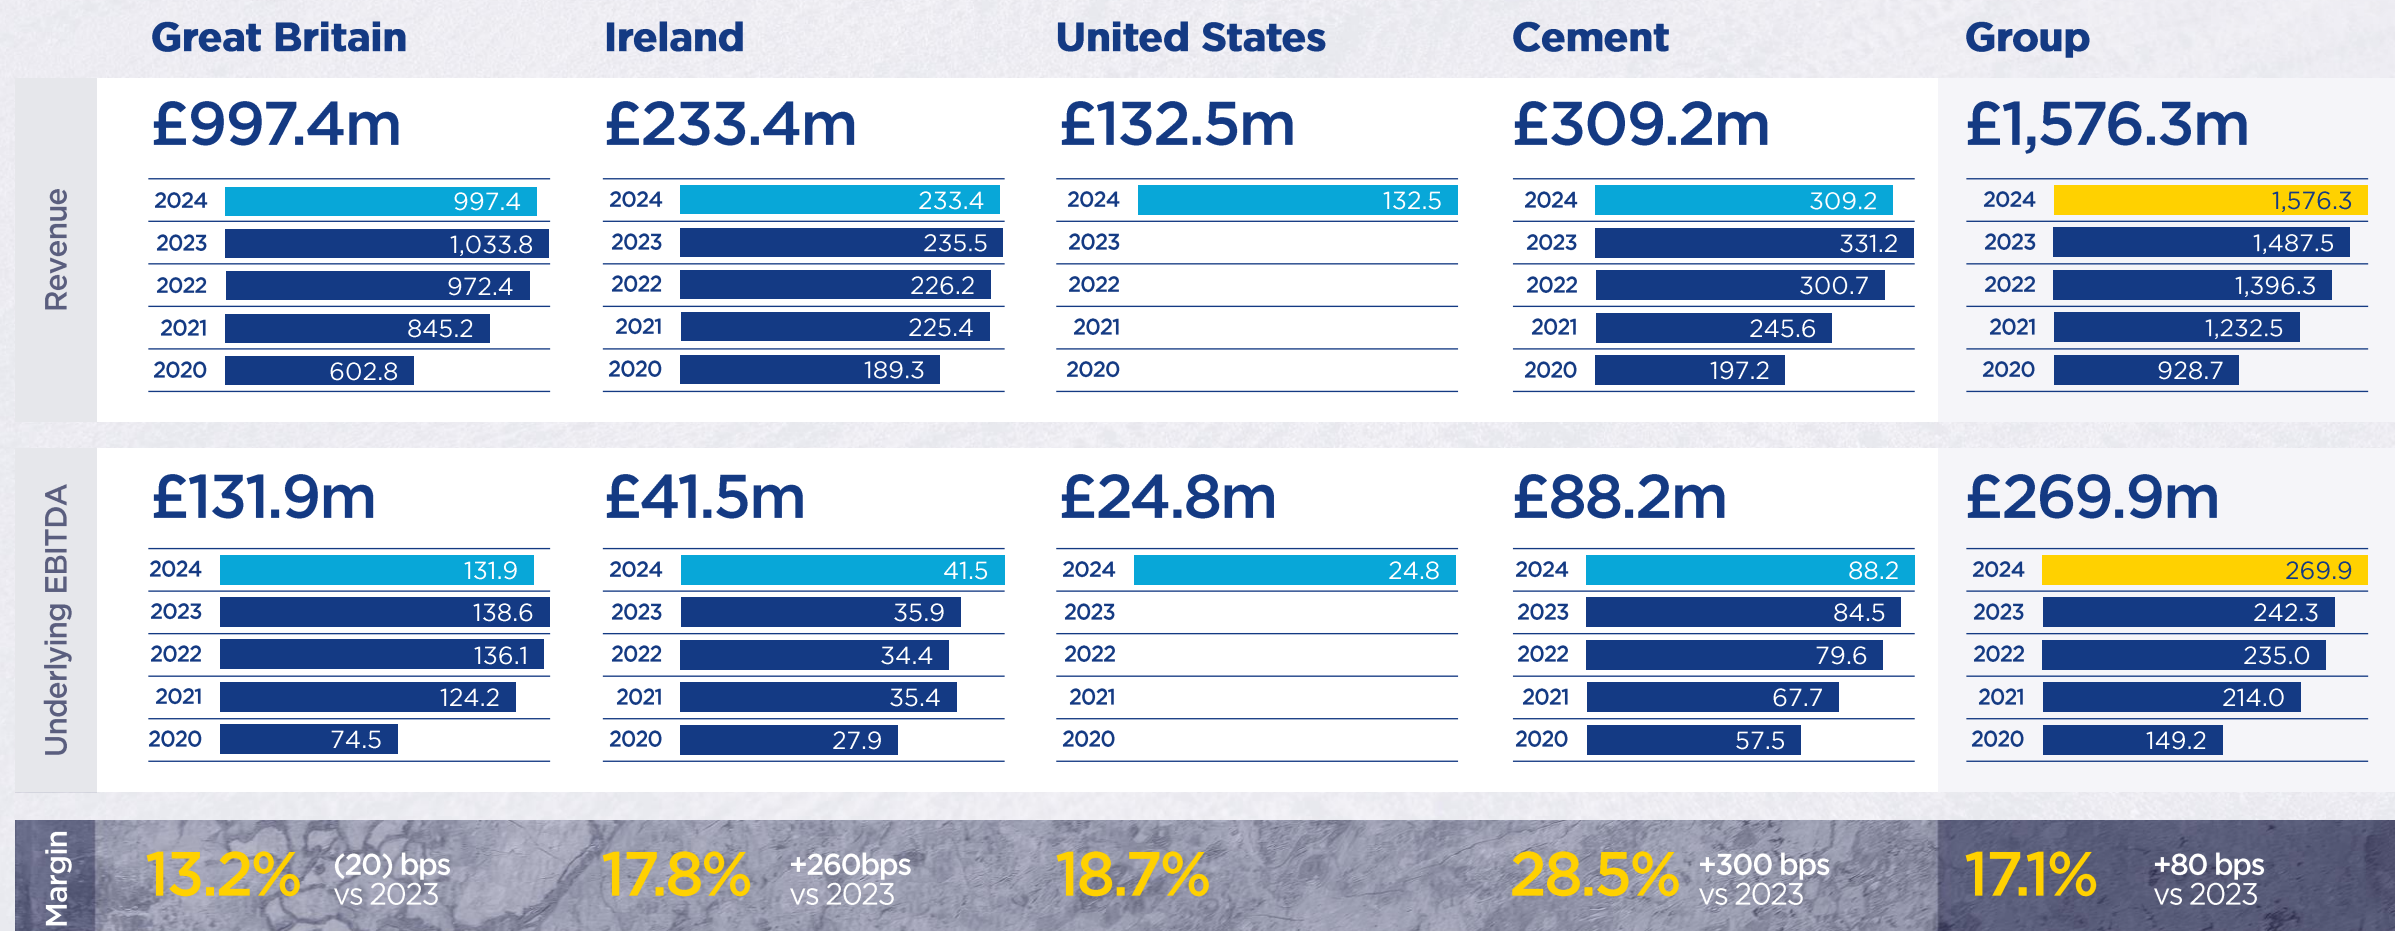 Great Britain
Ireland
United States
Cement
Group
Revenue
£997.4m
2024 997.4
2023 1,033.8
2022 972.4
2021 845.2
2020 602.8
£233.4m
2024 233.4
2023 235.5
2022 226.2
2021 225.4
2020 189.3
£132.5m
2024 132.5
2023
2022
2021
2020
£309.2m
2024 309.2
2023 331.2
2022 300.7
2021 245.6
2020 197.2
£1,576.3m
2024 1,576.3
2023 1,487.5
2022 1,396.3
2021 1,232.5
2020 928.7
Underlying EBITDA
£131.9m
2024 131.9
2023 138.6
2022 136.1
2021 124.2
2020 74.5
£41.5m
2024 41.5
2023 35.9
2022 34.4
2021 35.4
2020 27.9
£24.8m
2024 24.8
2023
2022
2021
2020
£88.2m
2024 88.2
2023 84.5
2022 79.6
2021 67.7
2020 57.5
£269.9m
2024 269.9
2023 242.3
2022 235.0
2021 214.0
2020 149.2
Margin
13.2%
(20) bps
vs 2023
17.8%
+260bps
vs 2023
18.7%
28.5%
+300 bps
vs 2023
17.1%
+80 bps
vs 2023